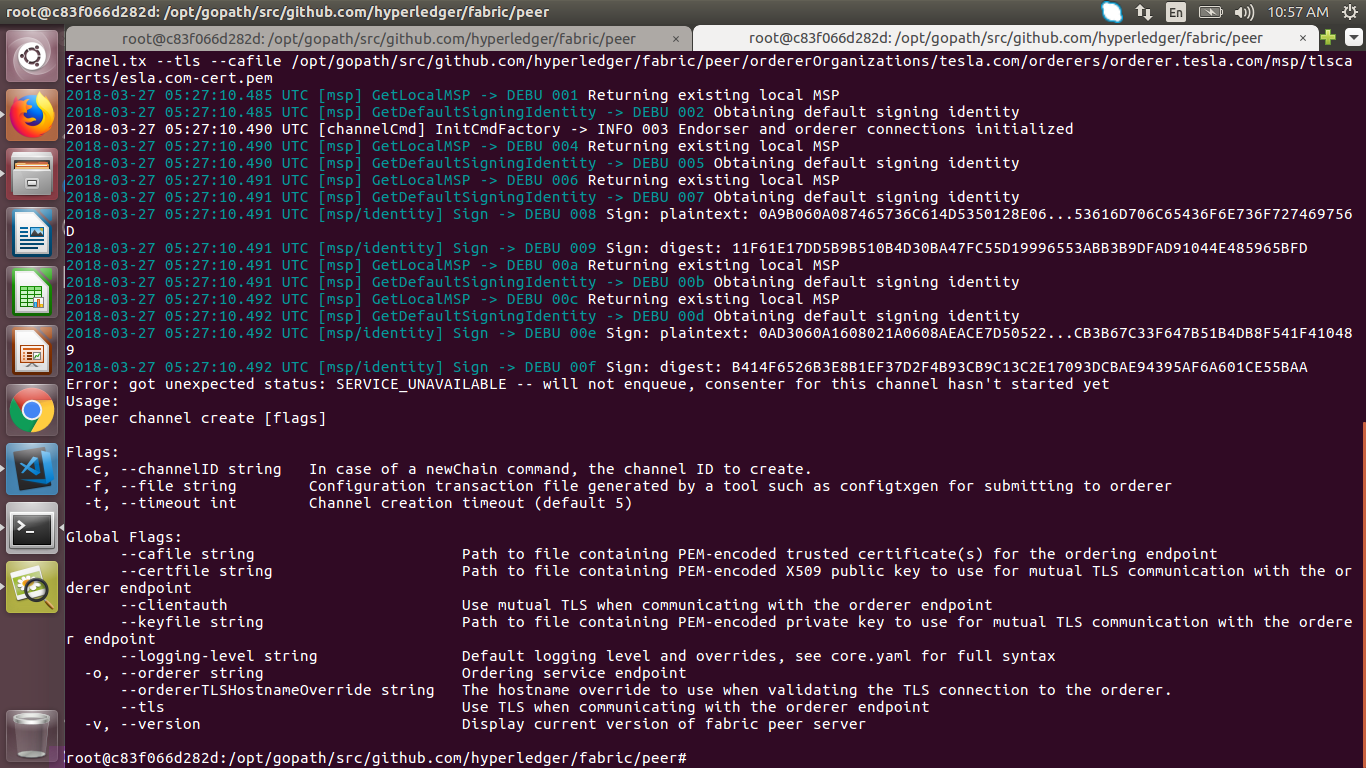 root@c83f066d282d: /opt/gopath/src/github.com/hyperledger/fabric/peer
En
10:57 AM
root@c83f066d282d: /opt/gopath/src/github.com/hyperledger/fabric/peer ×
root@c83f066d282d: /opt/gopath/src/github.com/hyperledger/fabric/peer ×
facnel.tx --tls --cafile /opt/gopath/src/github.com/hyperledger/fabric/peer/ordererOrganizations/tesla.com/orderers/orderer.tesla.com/msp/tlsca
certs/esla.com-cert.pem
2018-03-27 05:27:10.485 UTC [msp] GetLocalMSP -> DEBU 001 Returning existing local MSP
2018-03-27 05:27:10.485 UTC [msp] GetDefaultSigningIdentity -> DEBU 002 Obtaining default signing identity
2018-03-27 05:27:10.490 UTC [channelCmd] InitCmdFactory -> INFO 003 Endorser and orderer connections initialized
2018-03-27 05:27:10.490 UTC [msp] GetLocalMSP -> DEBU 004 Returning existing local MSP
2018-03-27 05:27:10.490 UTC [msp] GetDefaultSigningIdentity -> DEBU 005 Obtaining default signing identity
2018-03-27 05:27:10.491 UTC [msp] GetLocalMSP -> DEBU 006 Returning existing local MSP
2018-03-27 05:27:10.491 UTC [msp] GetDefaultSigningIdentity -> DEBU 007 Obtaining default signing identity
2018-03-27 05:27:10.491 UTC [msp/identity] Sign -> DEBU 008 Sign: plaintext: 0A9B060A087465736C614D5350128E06...53616D706C65436F6E736F727469756
D
2018-03-27 05:27:10.491 UTC [msp/identity] Sign -> DEBU 009 Sign: digest: 11F61E17DD5B9B510B4D30BA47FC55D19996553ABB3B9DFAD91044E485965BFD
2018-03-27 05:27:10.491 UTC [msp] GetLocalMSP -> DEBU 00a Returning existing local MSP
2018-03-27 05:27:10.491 UTC [msp] GetDefaultSigningIdentity -> DEBU 00b Obtaining default signing identity
2018-03-27 05:27:10.492 UTC [msp] GetLocalMSP -> DEBU 00c Returning existing local MSP
2018-03-27 05:27:10.492 UTC [msp] GetDefaultSigningIdentity -> DEBU 00d Obtaining default signing identity
2018-03-27 05:27:10.492 UTC [msp/identity] Sign -> DEBU 00e Sign: plaintext: 0AD3060A1608021A0608AEACE7D50522...CB3B67C33F647B51B4DB8F541F41048
9
2018-03-27 05:27:10.492 UTC [msp/identity] Sign -> DEBU 00f Sign: digest: B414F6526B3E8B1EF37D2F4B93CB9C13C2E17093DCBAE94395AF6A601CE55BAA
Error: got unexpected status: SERVICE_UNAVAILABLE -- will not enqueue, consenter for this channel hasn't started yet
Usage:
  peer channel create [flags]

Flags:
  -c, --channelID string   In case of a newChain command, the channel ID to create.
  -f, --file string        Configuration transaction file generated by a tool such as configtxgen for submitting to orderer
  -t, --timeout int        Channel creation timeout (default 5)

Global Flags:
      --cafile string                       Path to file containing PEM-encoded trusted certificate(s) for the ordering endpoint
      --certfile string                     Path to file containing PEM-encoded X509 public key to use for mutual TLS communication with the or
derer endpoint
      --clientauth                          Use mutual TLS when communicating with the orderer endpoint
      --keyfile string                      Path to file containing PEM-encoded private key to use for mutual TLS communication with the ordere
r endpoint
      --logging-level string                Default logging level and overrides, see core.yaml for full syntax
  -o, --orderer string                      Ordering service endpoint
      --ordererTLSHostnameOverride string   The hostname override to use when validating the TLS connection to the orderer.
      --tls                                 Use TLS when communicating with the orderer endpoint
  -v, --version                             Display current version of fabric peer server

root@c83f066d282d:/opt/gopath/src/github.com/hyperledger/fabric/peer#